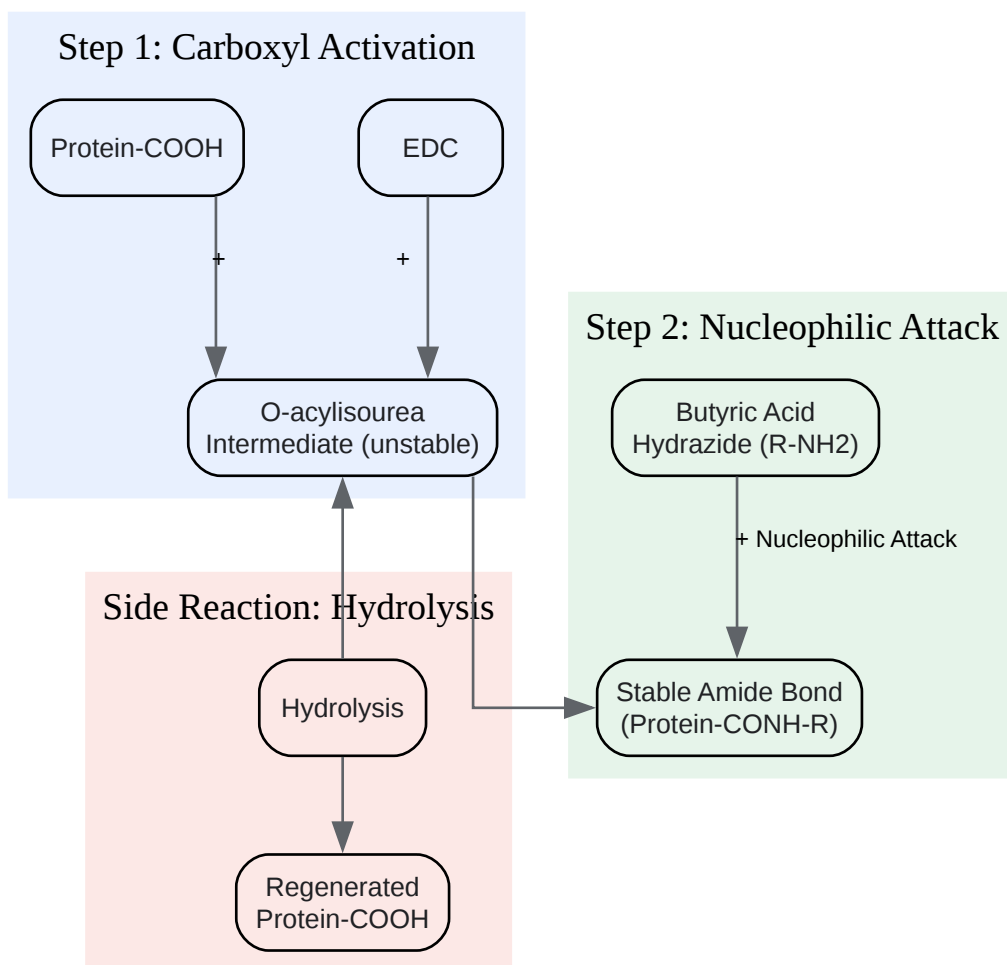 Step 1: Carboxyl Activation
Protein-COOH
EDC
+
+
O-acylisourea
Intermediate (unstable)
Step 2: Nucleophilic Attack
Butyric Acid
Hydrazide (R-NH2)
+ Nucleophilic Attack
Stable Amide Bond
(Protein-CONH-R)
Side Reaction: Hydrolysis
Hydrolysis
Regenerated
Protein-COOH